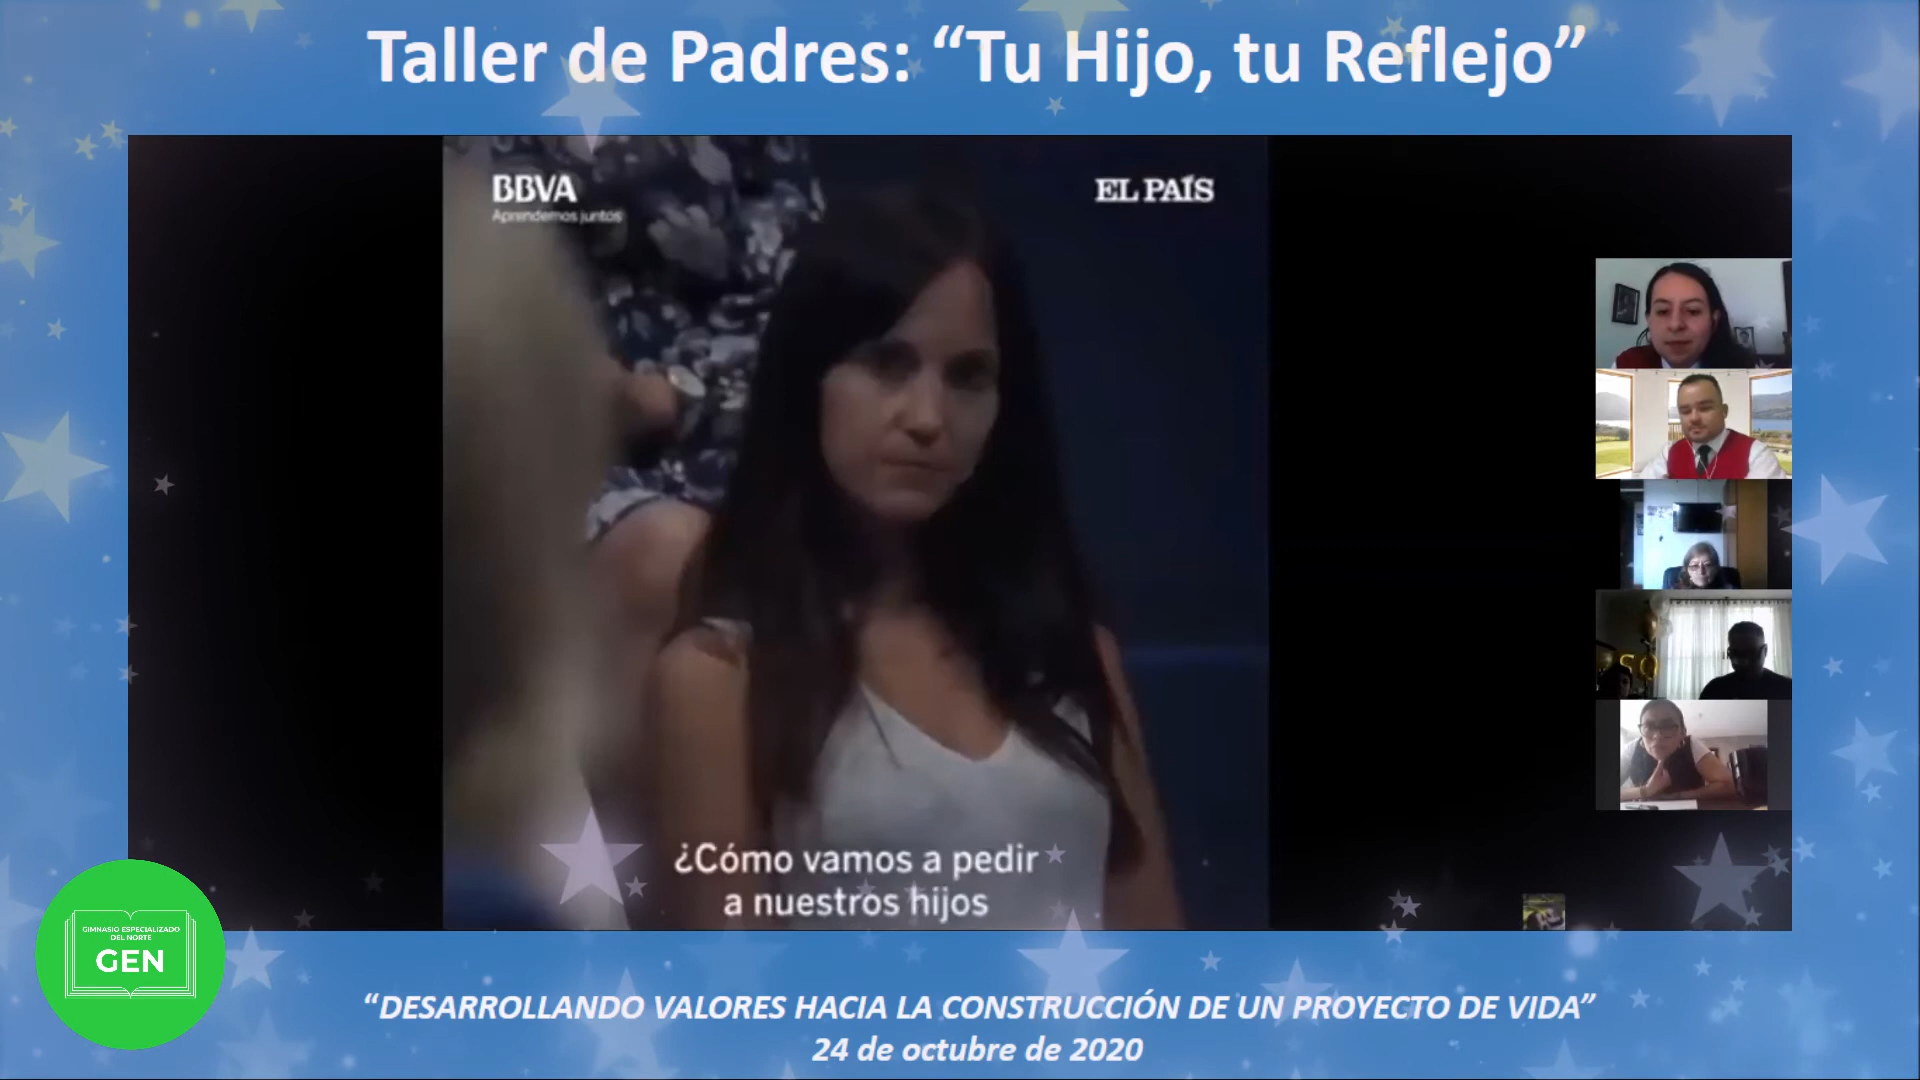 Taller de Padres: “Tu Hijo, tu Reflejo”
BBVA
Aprendemos juntos
EL PAÍS
50
¿Cómo vamos a pedir
a nuestros hijos
GIMNASIO ESPECIALIZADO
DEL NORTE
GEN
“DESARROLLANDO VALORES HACIA LA CONSTRUCCIÓN DE UN PROYECTO DE VIDA”
24 de octubre de 2020